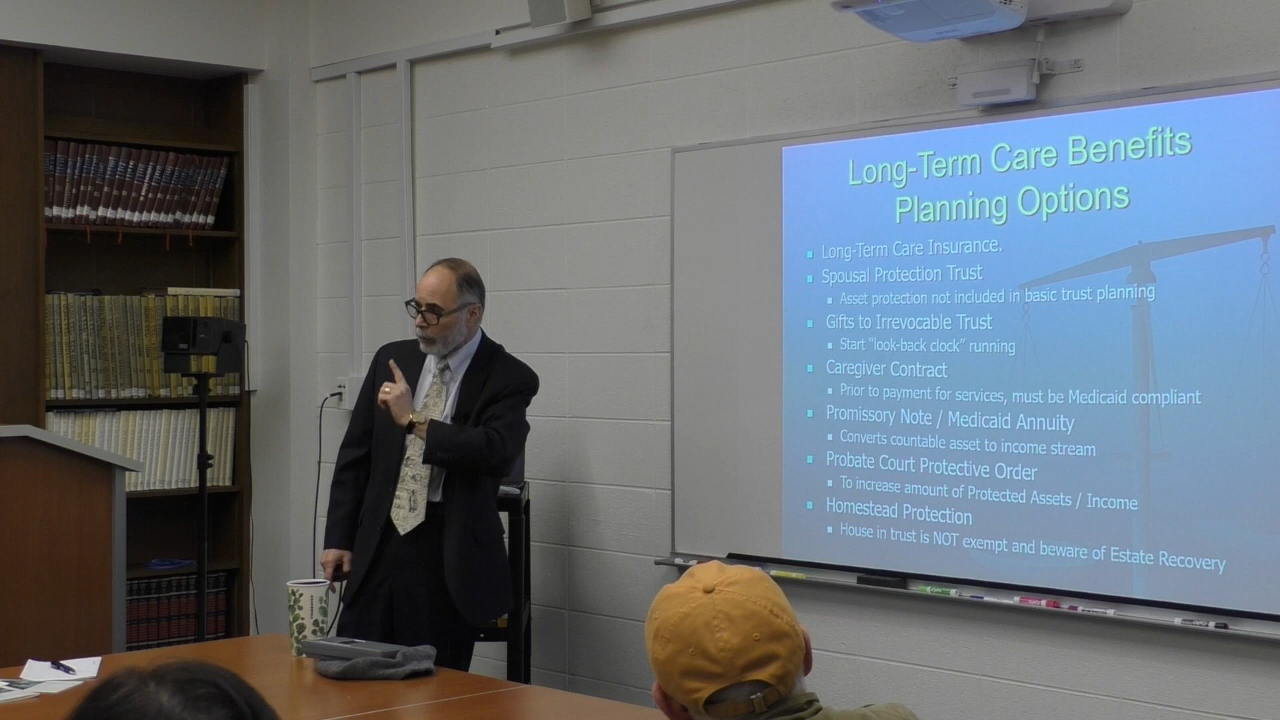 Long-Term Care Benefits
Planning Options
Long-Term Care Insurance.
Spousal Protection Trust
Asset protection not included in basic trust planning
Gifts to Irrevocable Trust
Start "look-back clock" running
Caregiver Contract
Prior to payment for services, must be Medicaid compliant
Promissory Note / Medicaid Annuity
Converts countable asset to income stream
Probate Court Protective Order
To increase amount of Protected Assets / Income
Homestead Protection
House in trust is NOT exempt and beware of Estate Recovery